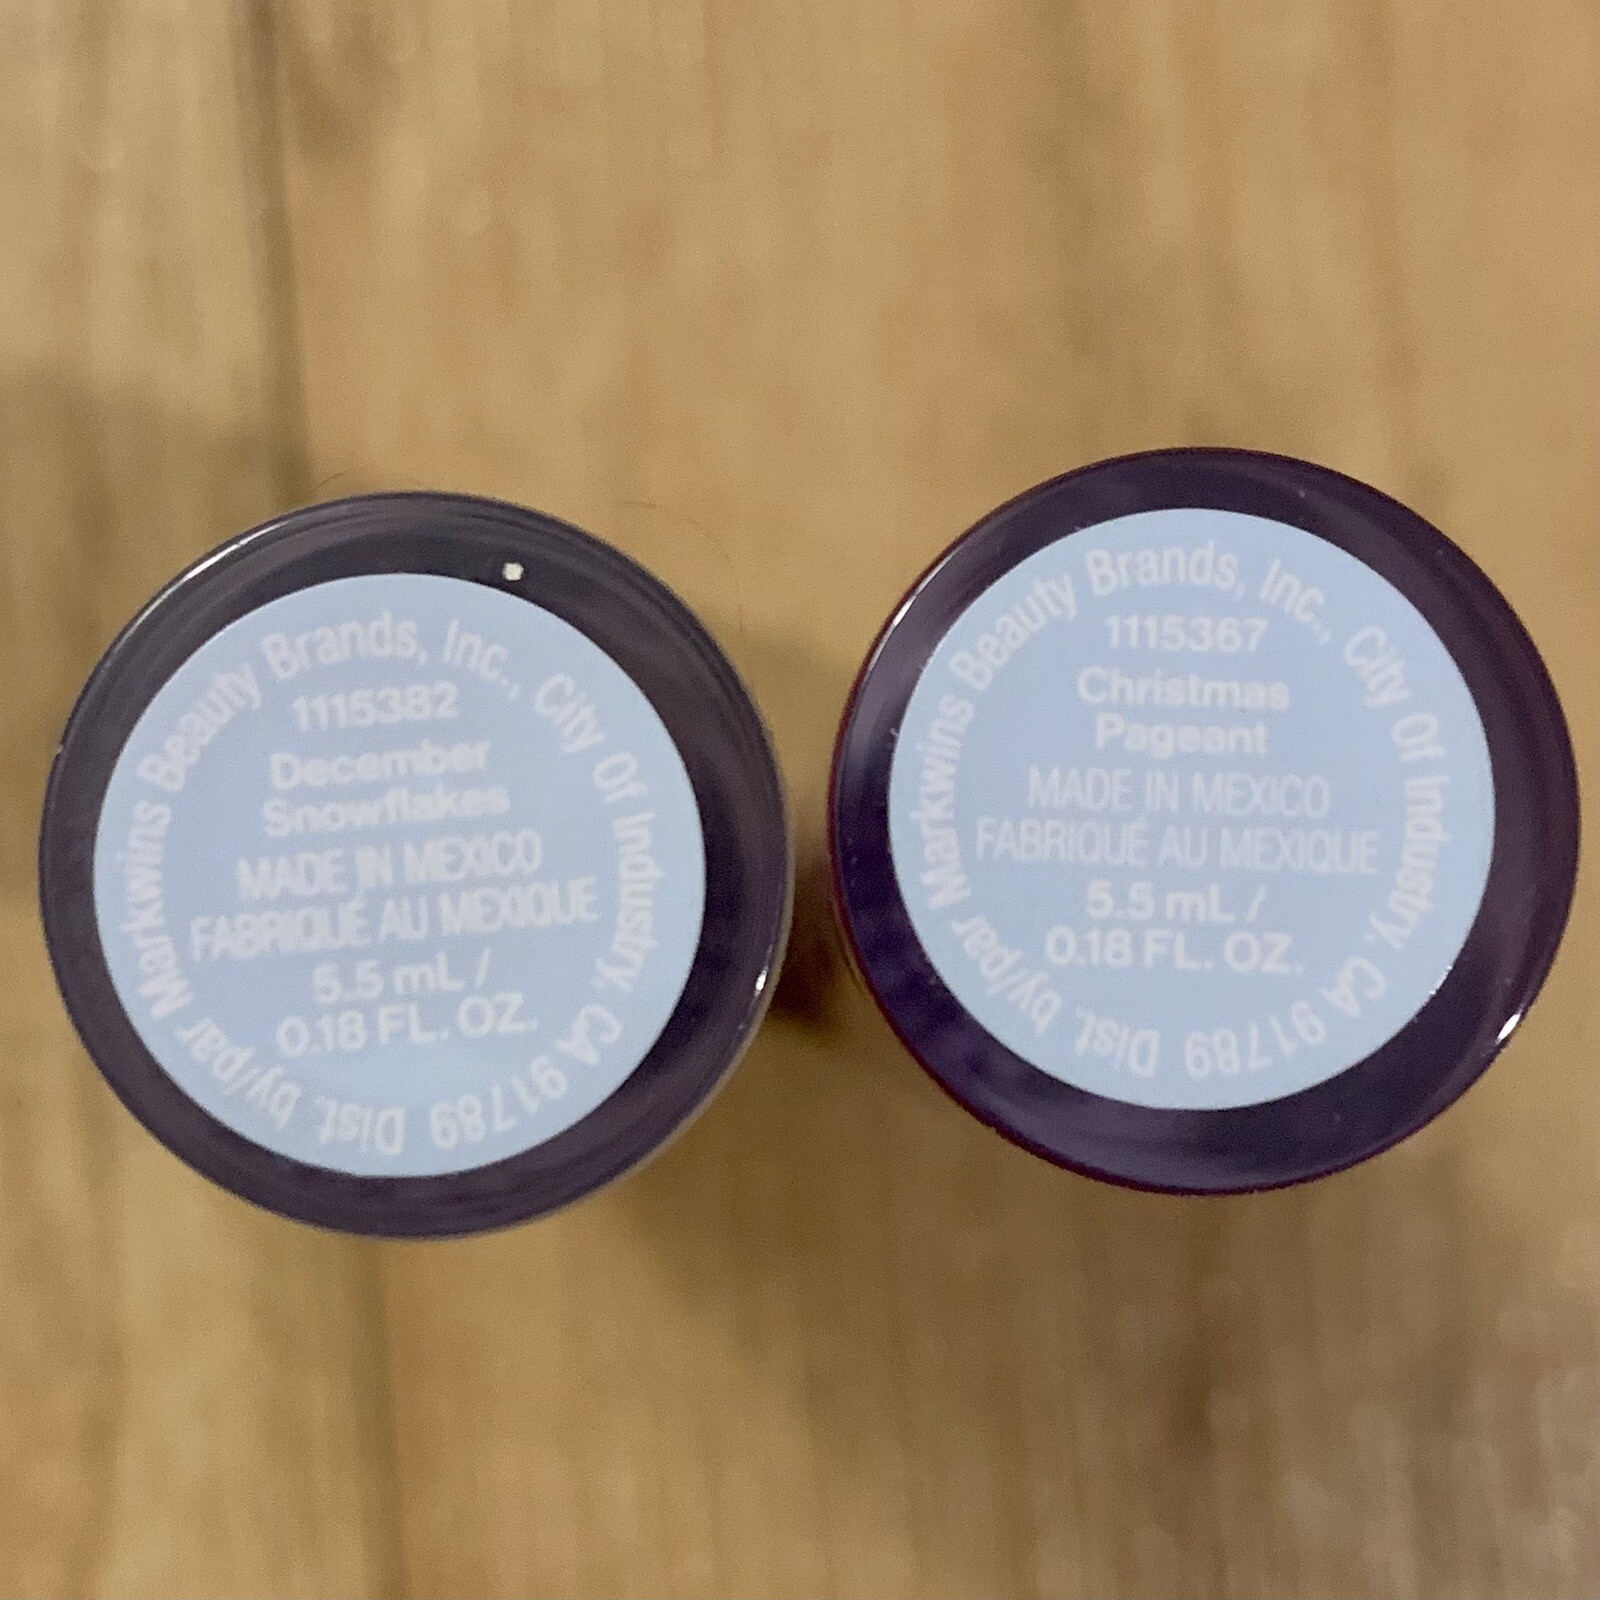 Dist. by/par Markwins Beauty Brands, Inc., City Of Industry, CA 91789
1115382
December
Snowflakes
MADE IN MEXICO
FABRIQUÉ AU MEXIQUE
5.5 mL /
0.18 FL. OZ.
Dist. by/par Markwins Beauty Brands, Inc., City Of Industry, CA 91789
1115367
Christmas
Pageant
MADE IN MEXICO
FABRIQUÉ AU MEXIQUE
5.5 mL /
0.18 FL. OZ.